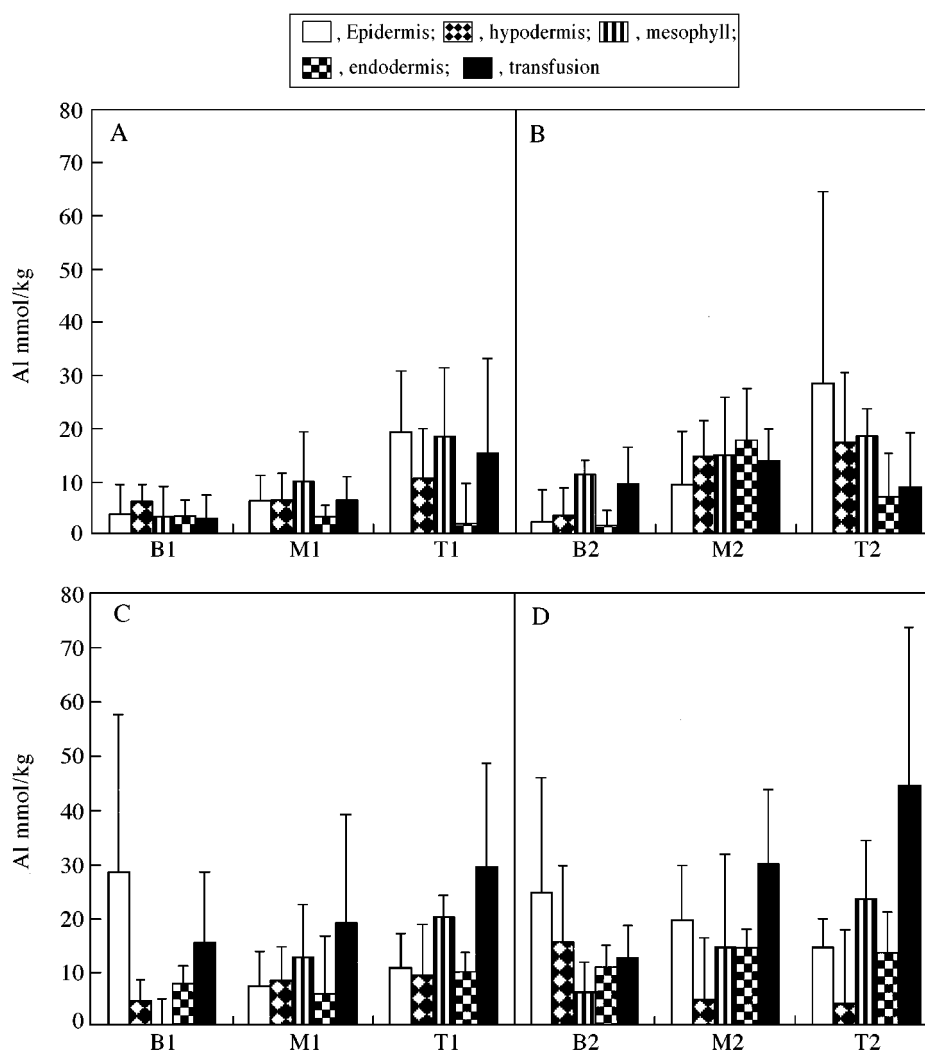 , Epidermis; , hypodermis; , mesophyll;
, endodermis; , transfusion
80
70
60
50
40
30
20
10
0
Al mmol/kg
A
B
B1 M1 T1 B2 M2 T2
80
70
60
50
40
30
20
10
0
Al mmol/kg
C
D
B1 M1 T1 B2 M2 T2